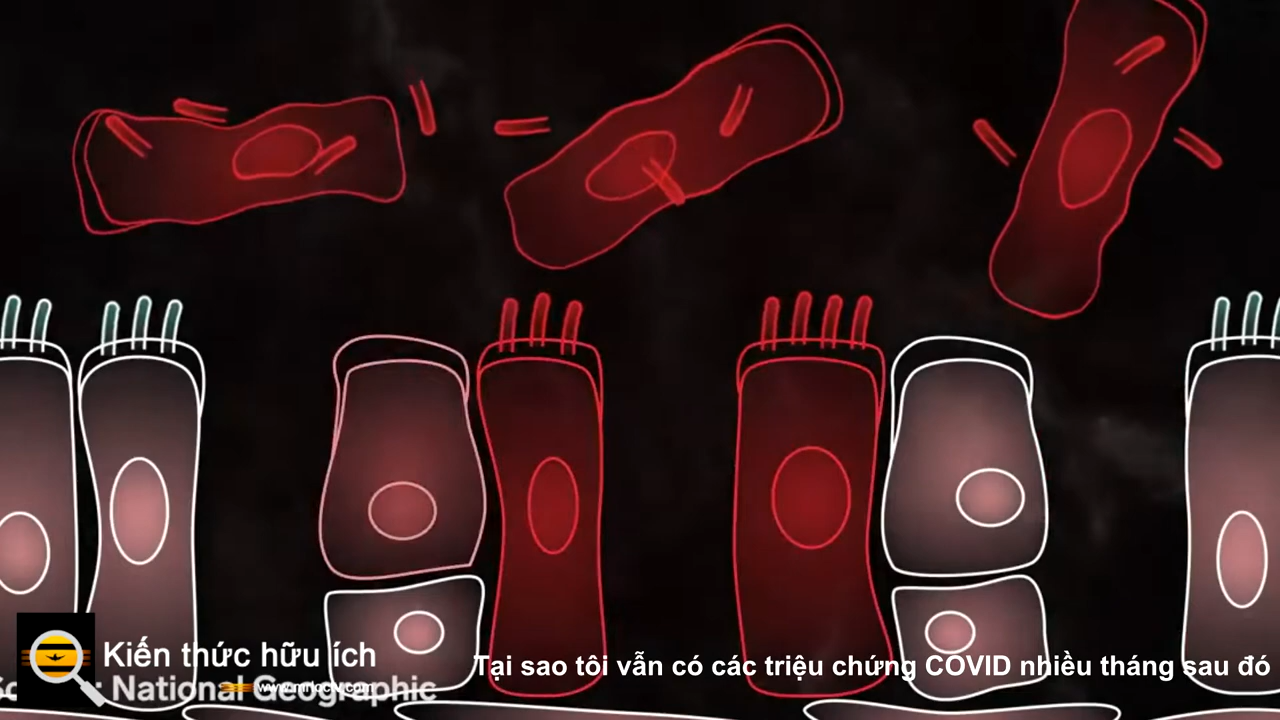 Kiến thức hữu ích
Tại sao tôi vẫn có các triệu chứng COVID nhiều tháng sau đó
National Geographic